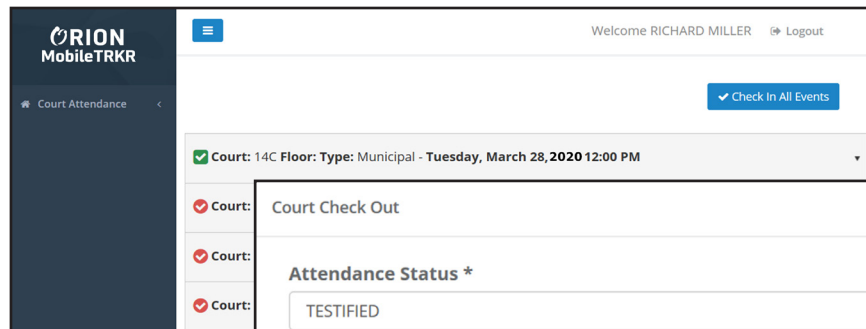 ORION
MobileTRKR
Welcome RICHARD MILLER Logout
Court Attendance
Check In All Events
Court: 14C Floor: Type: Municipal - Tuesday, March 28, 2020 12:00 PM
Court:
Court Check Out
Court:
Attendance Status *
Court:
TESTIFIED